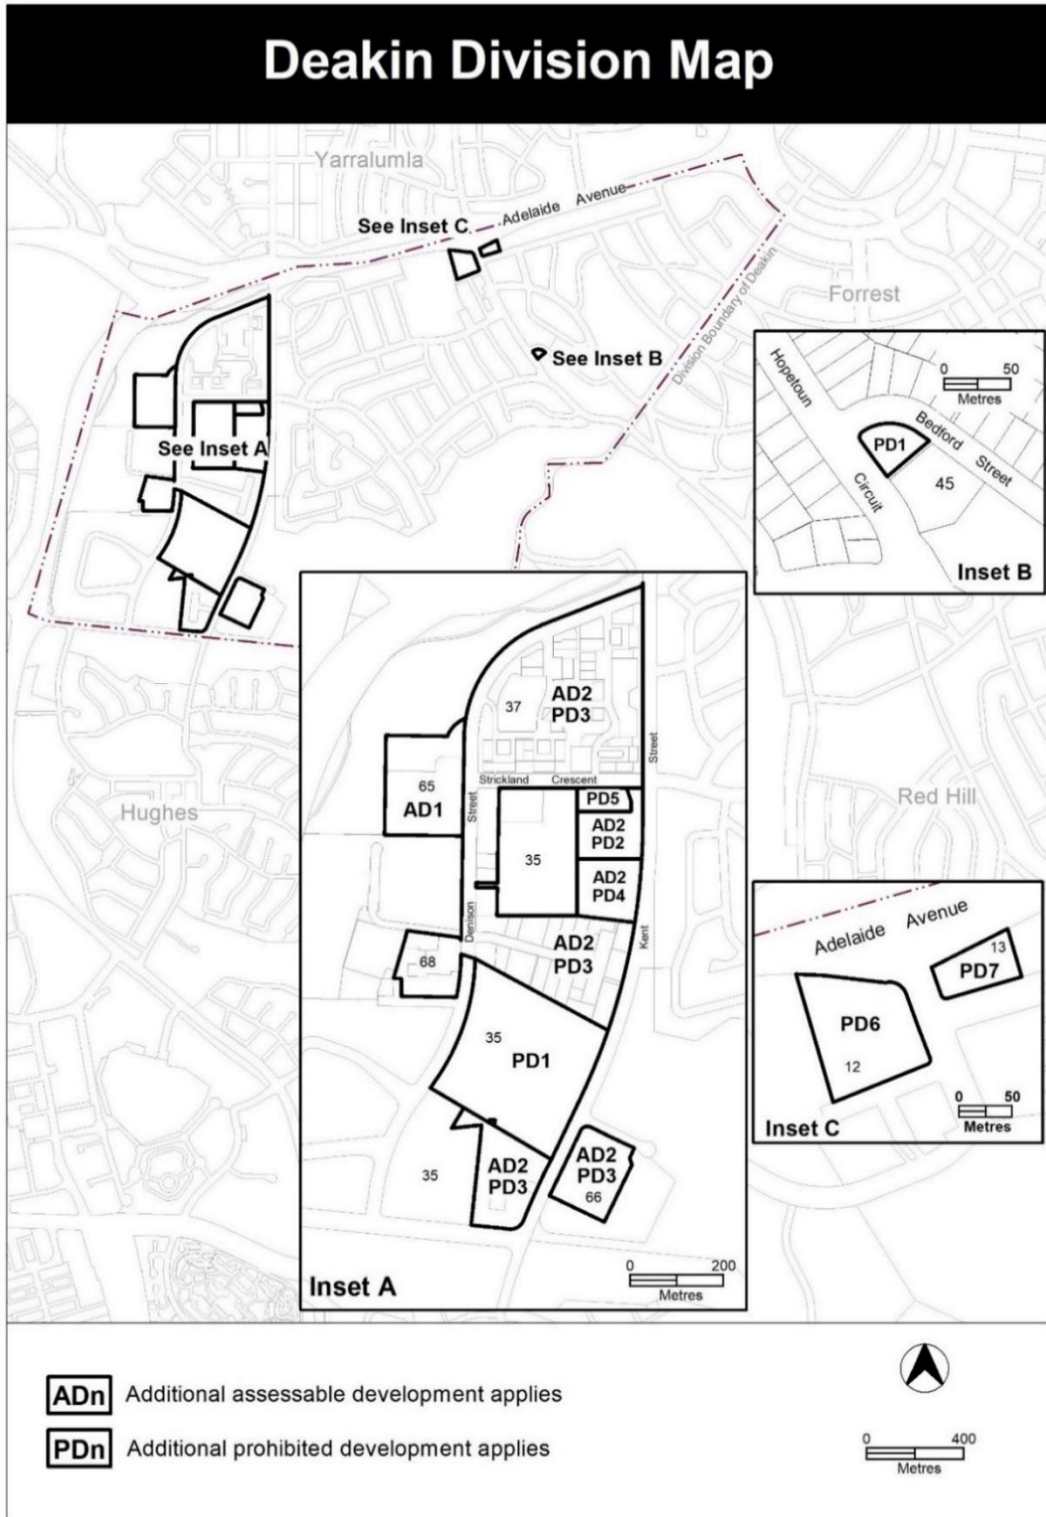 Deakin Division Map
Yarralumla
See Inset C
Adelaide Avenue
Forrest
Division Boundary of Deakin
See Inset B
See Inset A
Hughes
Red Hill
Hopetoun
Circuit
Bedford
Street
PD1
45
0 50
Metres
Inset B
37
AD2
PD3
Street
Strickland Crescent
65
AD1
Street
PD5
AD2
PD2
35
AD2
PD4
Denison
Kent
AD2
PD3
68
35
PD1
35
AD2
PD3
AD2
PD3
66
0 200
Metres
Inset A
Adelaide Avenue
13
PD7
PD6
12
0 50
Metres
Inset C
ADn Additional assessable development applies
PDn Additional prohibited development applies
0 400
Metres